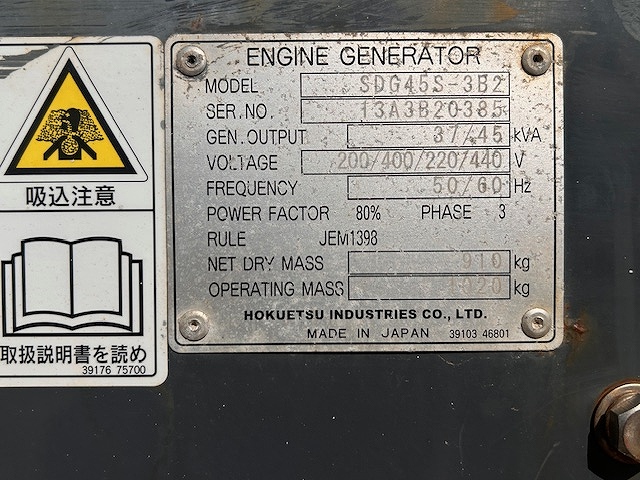 吸込注意
取扱説明書を読め
39176 75700
ENGINE GENERATOR
MODEL SDG45S-3B2
SER.NO. 13A3B20385
GEN.OUTPUT 37/45 kVA
VOLTAGE 200/400/220/440 V
FREQUENCY 50/60 Hz
POWER FACTOR 80% PHASE 3
RULE JEM1398
NET DRY MASS 910 kg
OPERATING MASS 1020 kg
HOKUETSU INDUSTRIES CO., LTD.
MADE IN JAPAN 39103 46801